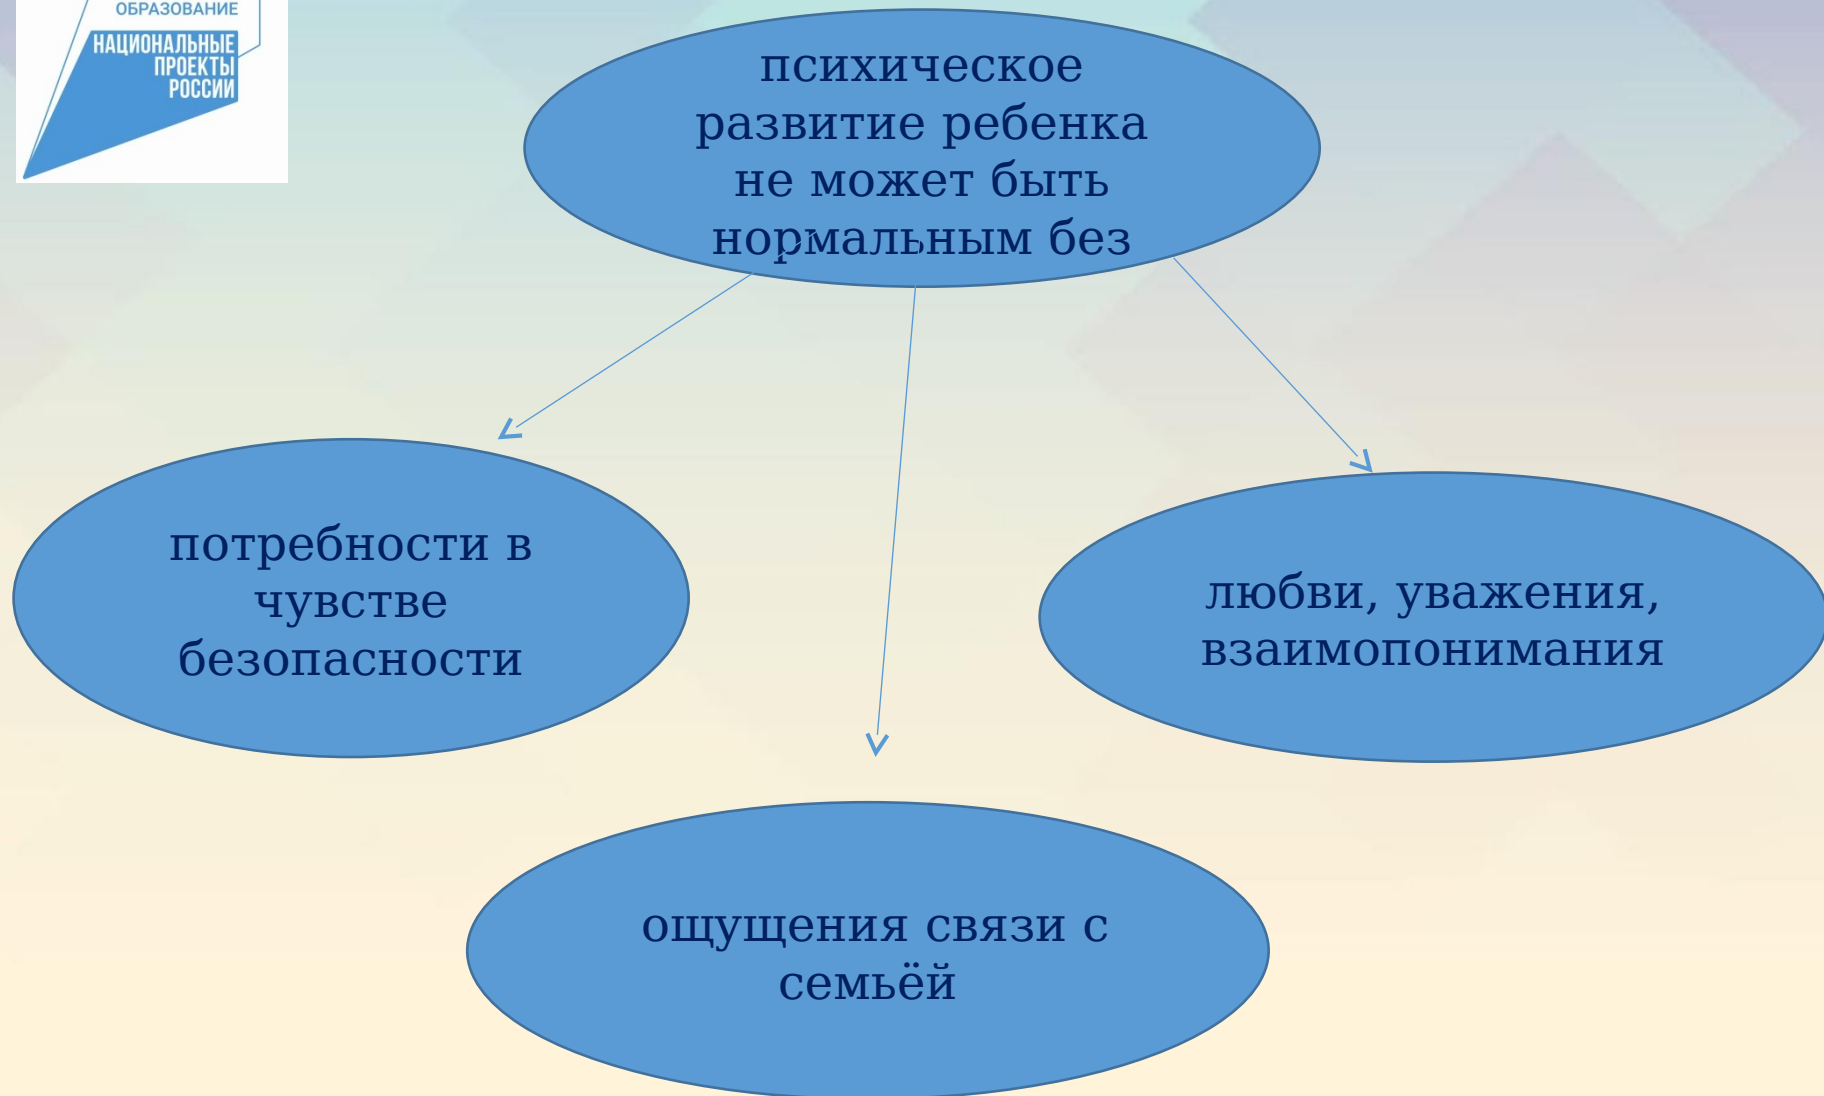 ОБРАЗОВАНИЕ
НАЦИОНАЛЬНЫЕ
ПРОЕКТЫ
РОССИИ
психическое
развитие ребенка
не может быть
нормальным без
потребности в
чувстве
безопасности
любви, уважения,
взаимопонимания
ощущения связи с
семьёй